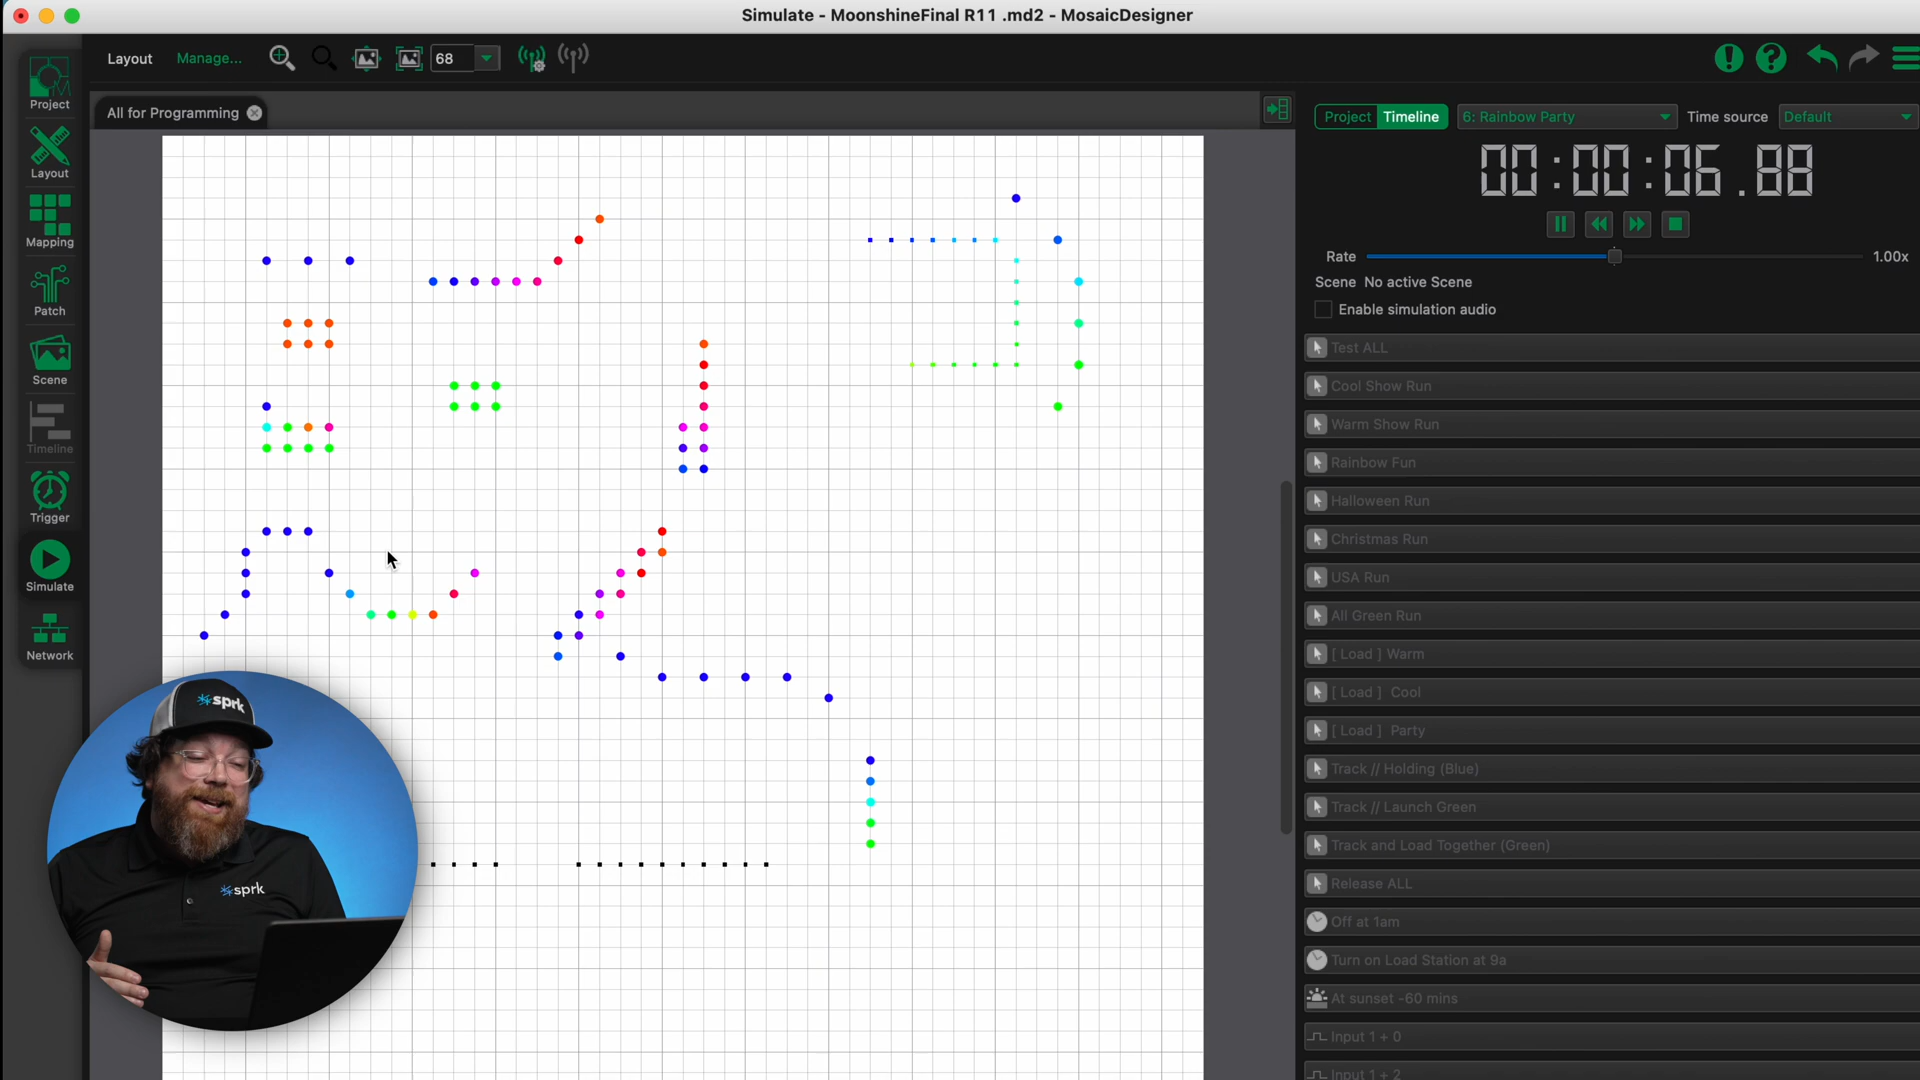 Simulate - MoonshineFinal R11 .md2 - MosaicDesigner
Layout Manage... 68
All for Programming
Project
Layout
Mapping
Patch
Scene
Timeline
Trigger
Simulate
Network
Project Timeline 6: Rainbow Party Time source Default
00:00:06.88
Rate 1.00x
Scene No active Scene
Enable simulation audio
Test ALL
Cool Show Run
Warm Show Run
Rainbow Fun
Halloween Run
Christmas Run
USA Run
All Green Run
[ Load ] Warm
[ Load ] Cool
[ Load ] Party
Track // Holding (Blue)
Track // Launch Green
Track and Load Together (Green)
Release ALL
Off at 1am
Turn on Load Station at 9a
At sunset -60 mins
Input 1 + 0
Input 1 + 2
sprk
sprk